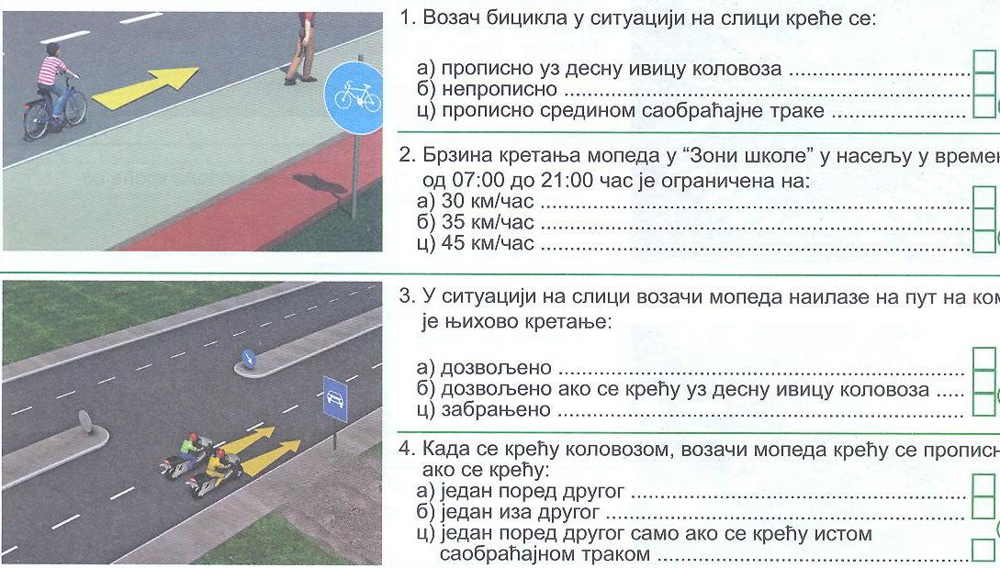 1. Возач бицикла у ситуацији на слици креће се:
а) прописно уз десну ивицу коловоза ........................
б) непрописно ......................................................
ц) прописно средином саобраћајне траке ..................
2. Брзина кретања мопеда у “Зони школе” у насељу у времен
од 07:00 до 21:00 час је ограничена на:
а) 30 км/час .........................................................
б) 35 км/час .........................................................
ц) 45 км/час .........................................................
3. У ситуацији на слици возачи мопеда наилазе на пут на ком
је њихово кретање:
а) дозвољено .......................................................
б) дозвољено ако се крећу уз десну ивицу коловоза .....
ц) забрањено .......................................................
4. Када се крећу коловозом, возачи мопеда крећу се прописн
ако се крећу:
а) један поред другог .............................................
б) један иза другог ................................................
ц) један поред другог само ако се крећу истом
саобраћајном траком ..........................................